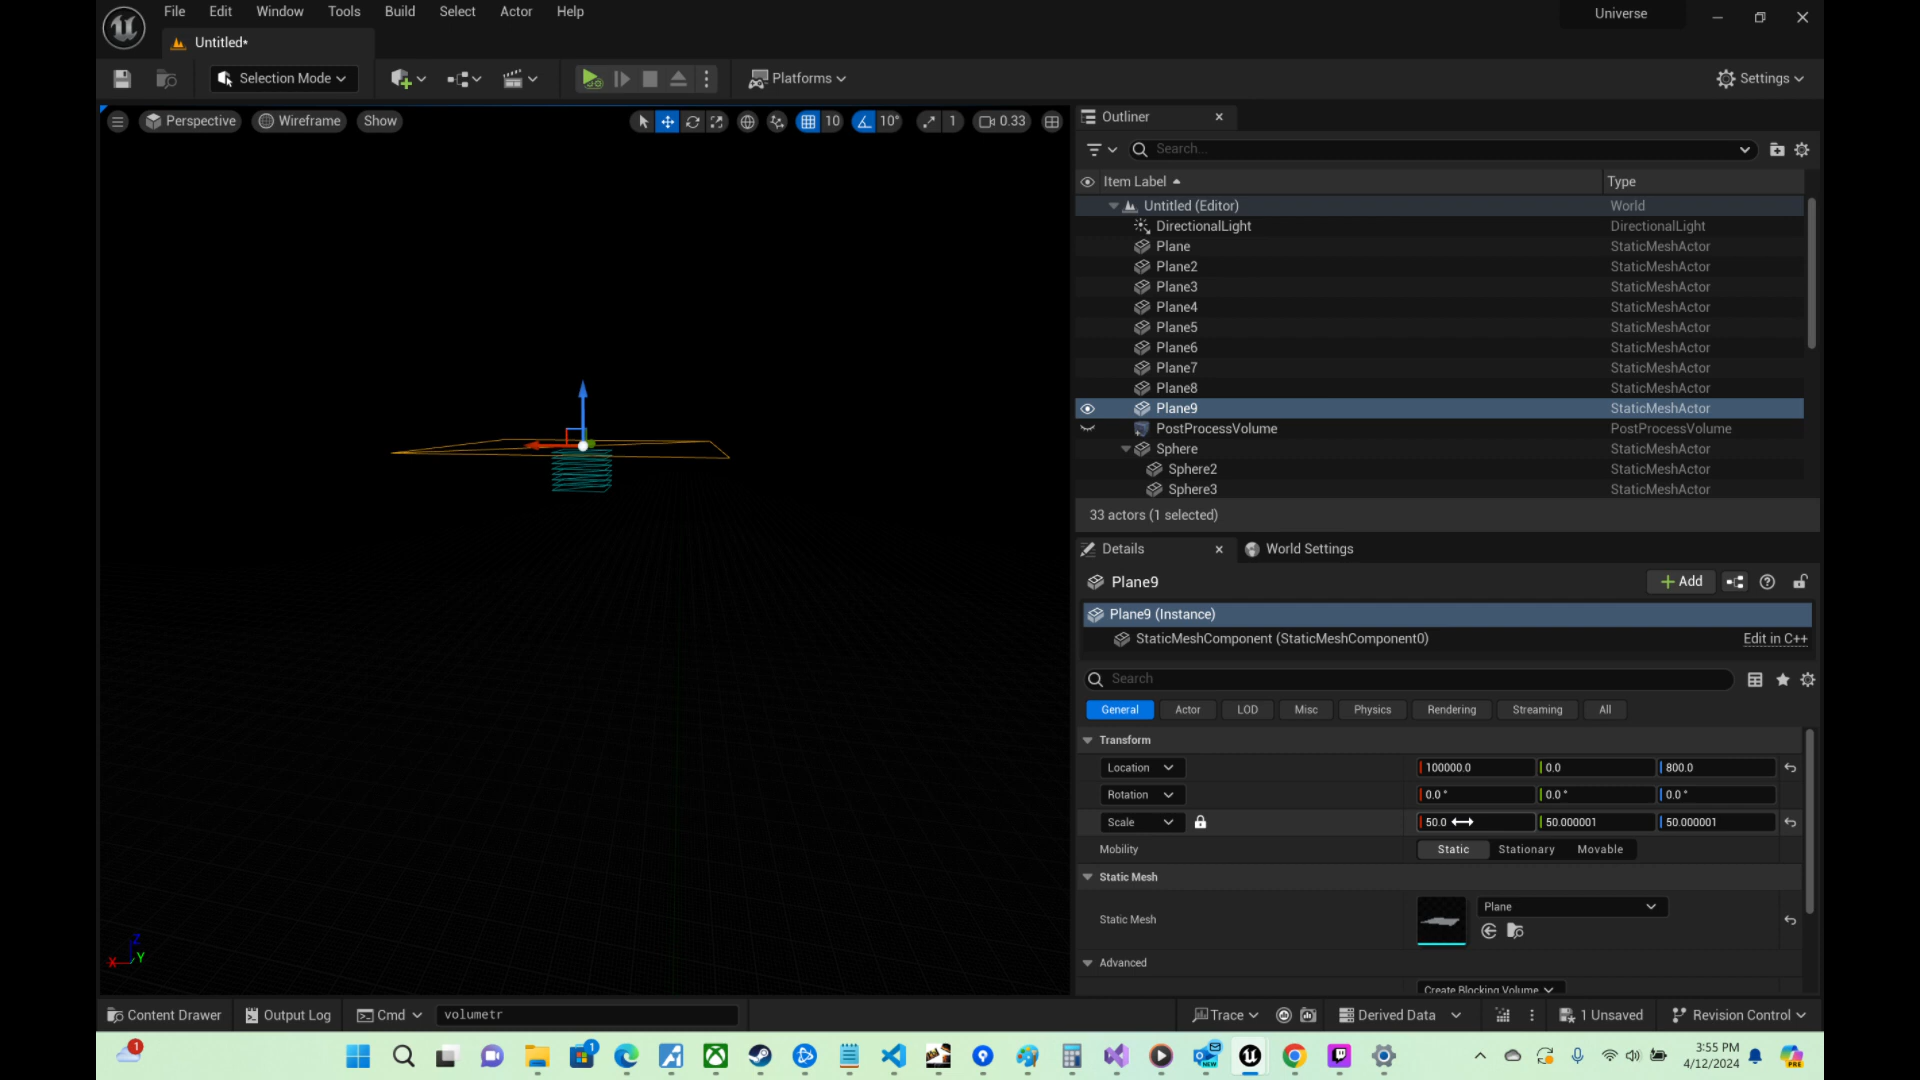 File Edit Window Tools Build Select Actor Help
Universe
Untitled*
Selection Mode
Platforms
Settings
Perspective
Wireframe
Show
10
10°
1
0.33
Outliner
Search...
Item Label
Type
Untitled (Editor)
World
DirectionalLight
DirectionalLight
Plane
StaticMeshActor
Plane2
StaticMeshActor
Plane3
StaticMeshActor
Plane4
StaticMeshActor
Plane5
StaticMeshActor
Plane6
StaticMeshActor
Plane7
StaticMeshActor
Plane8
StaticMeshActor
Plane9
StaticMeshActor
PostProcessVolume
PostProcessVolume
Sphere
StaticMeshActor
Sphere2
StaticMeshActor
Sphere3
StaticMeshActor
33 actors (1 selected)
Details
World Settings
Plane9
Add
Plane9 (Instance)
StaticMeshComponent (StaticMeshComponent0)
Edit in C++
Search
General Actor LOD Misc Physics Rendering Streaming All
Transform
Location
100000.0
0.0
800.0
Rotation
0.0 °
0.0 °
0.0 °
Scale
50.0
50.000001
50.000001
Mobility
Static Stationary Movable
Static Mesh
Static Mesh
Plane
Advanced
Create Blocking Volume
Z
X
Y
Content Drawer
Output Log
Cmd
volumetr
Trace
Derived Data
1 Unsaved
Revision Control
1
1
NEW
3:55 PM
4/12/2024
PRE